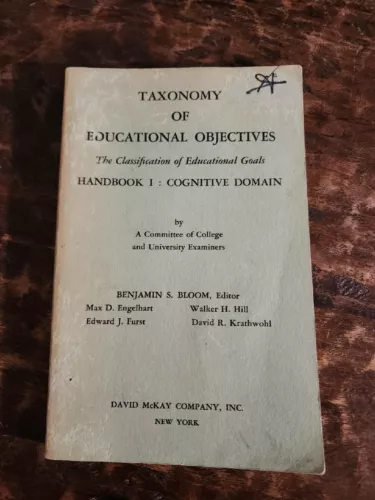 TAXONOMY
OF
EDUCATIONAL OBJECTIVES
The Classification of Educational Goals
HANDBOOK I : COGNITIVE DOMAIN
by
A Committee of College
and University Examiners
BENJAMIN S. BLOOM, Editor
Max D. Engelhart Walker H. Hill
Edward J. Furst David R. Krathwohl
DAVID McKAY COMPANY, INC.
NEW YORK